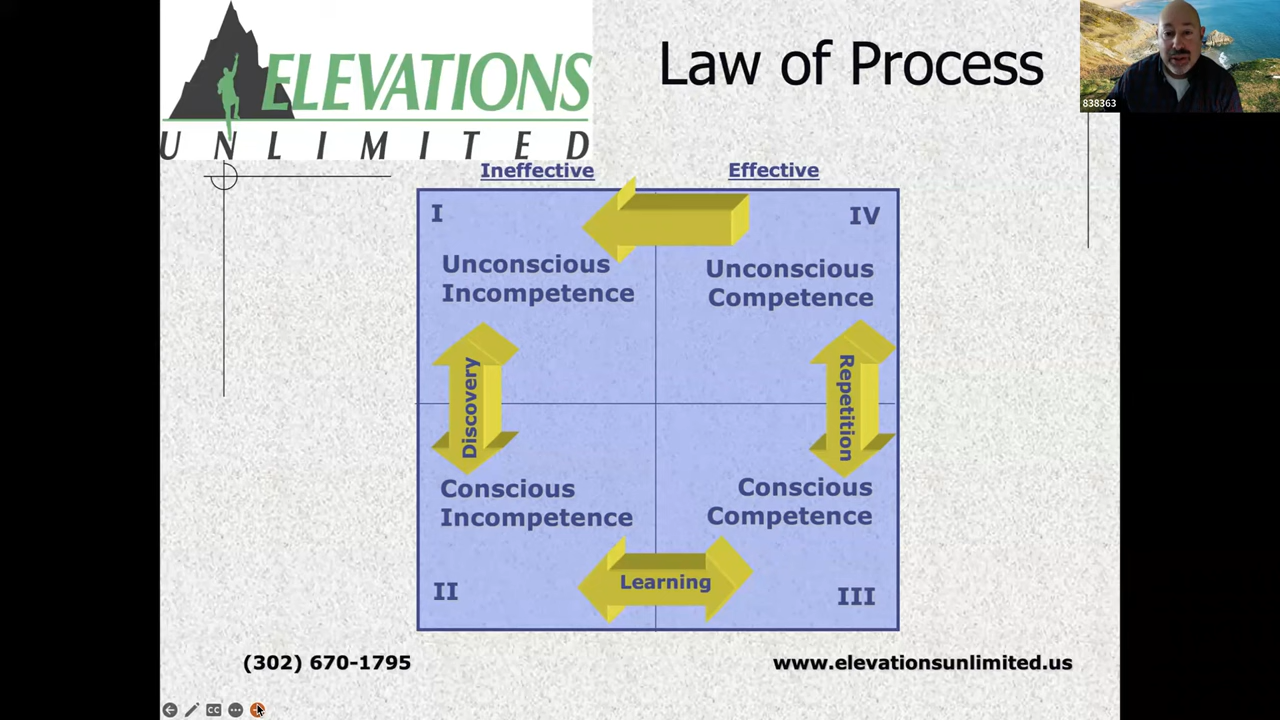 ELEVATIONS
UNLIMITED
Law of Process
838363
Ineffective
Effective
I
IV
Unconscious
Incompetence
Unconscious
Competence
Discovery
Repetition
Conscious
Incompetence
Conscious
Competence
Learning
II
III
(302) 670-1795
www.elevationsunlimited.us
CC